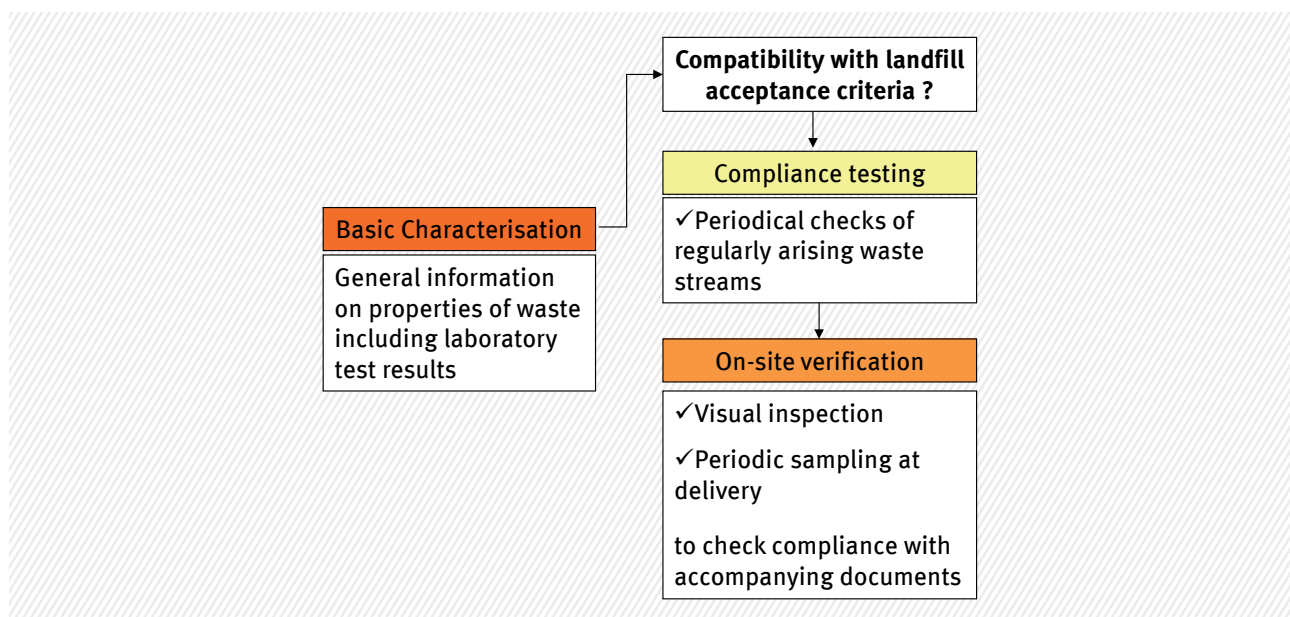 Compatibility with landfill
acceptance criteria ?
Compliance testing
✓Periodical checks of
regularly arising waste
streams
Basic Characterisation
General information
on properties of waste
including laboratory
test results
On-site verification
✓Visual inspection
✓Periodic sampling at
delivery
to check compliance with
accompanying documents